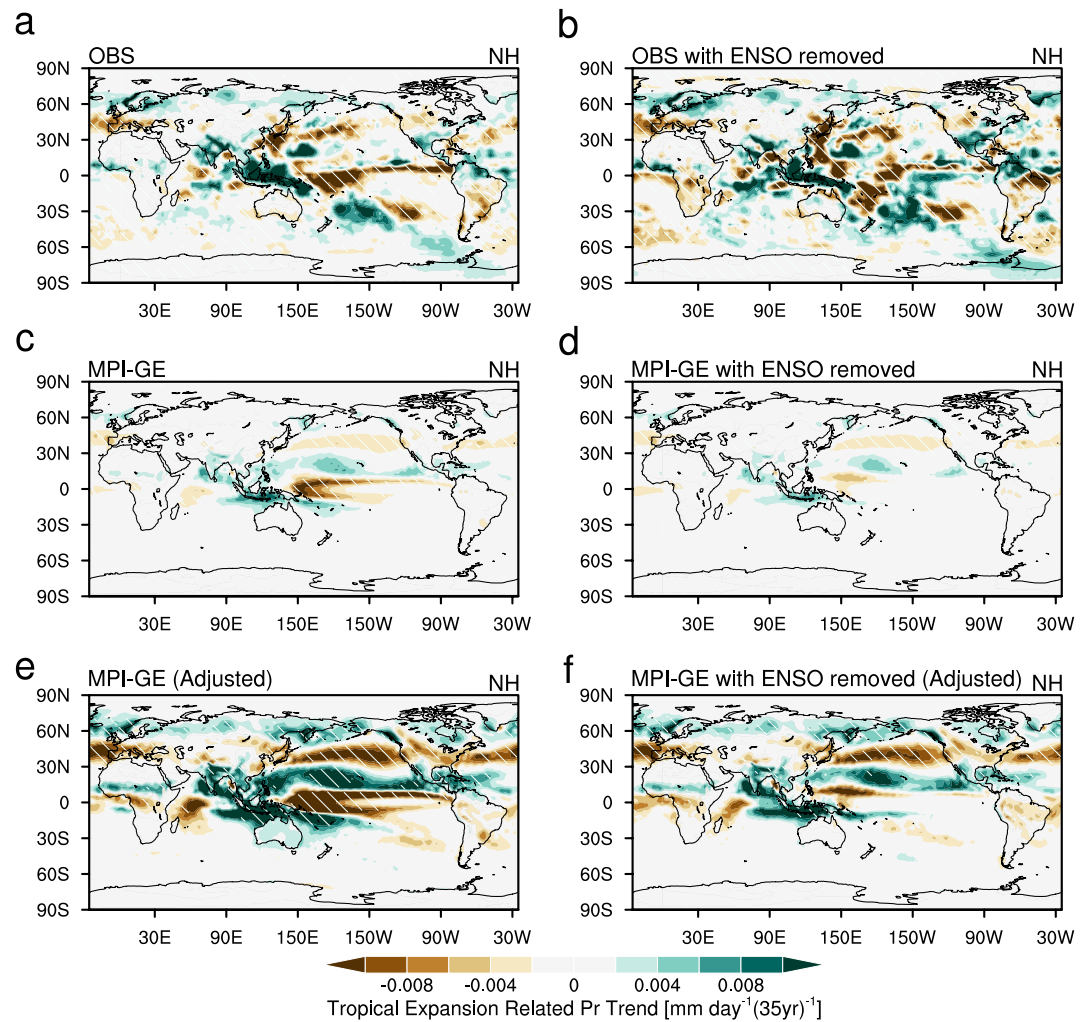 a
OBS NH
90N
60N
30N
0
30S
60S
90S
30E 90E 150E 150W 90W 30W
b
OBS with ENSO removed NH
90N
60N
30N
0
30S
60S
90S
30E 90E 150E 150W 90W 30W
c
MPI-GE NH
90N
60N
30N
0
30S
60S
90S
30E 90E 150E 150W 90W 30W
d
MPI-GE with ENSO removed NH
90N
60N
30N
0
30S
60S
90S
30E 90E 150E 150W 90W 30W
e
MPI-GE (Adjusted) NH
90N
60N
30N
0
30S
60S
90S
30E 90E 150E 150W 90W 30W
f
MPI-GE with ENSO removed (Adjusted) NH
90N
60N
30N
0
30S
60S
90S
30E 90E 150E 150W 90W 30W
-0.008 -0.004 0 0.004 0.008
Tropical Expansion Related Pr Trend [mm day⁻¹(35yr)⁻¹]